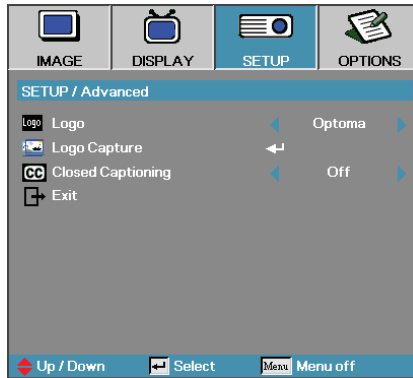 IMAGE DISPLAY SETUP OPTIONS
SETUP / Advanced
Logo Logo Optoma
Logo Capture
CC Closed Captioning Off
Exit
Up / Down Select Menu Menu off